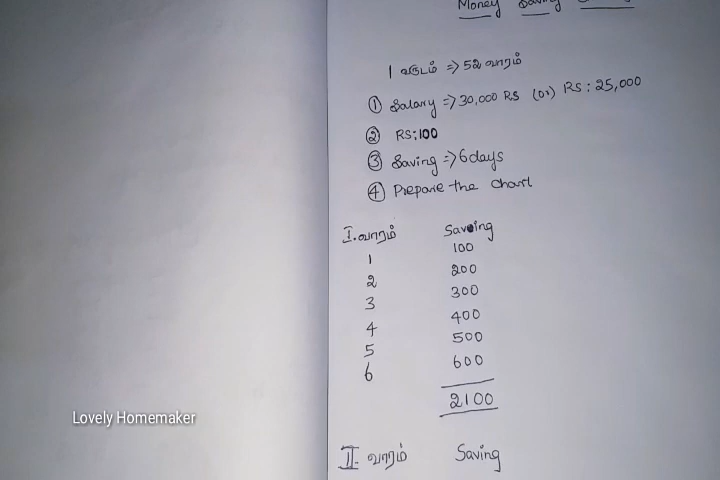 Money Saving
1 வருடம் => 52 வாரம்
① Salary => 30,000 RS (or) RS: 25,000
② RS:100
③ Saving => 6 days
④ Prepare the Chart
I. வாரம் Saving
1 100
2 200
3 300
4 400
5 500
6 600
2100
II. வாரம் Saving
Lovely Homemaker